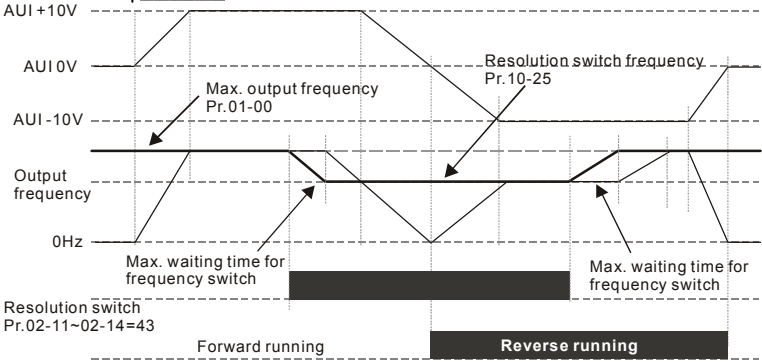 AUI +10V
AUI 0V
Resolution switch frequency
Pr.10-25
Max. output frequency
Pr.01-00
AUI -10V
Output
frequency
0Hz
Max. waiting time for
frequency switch
Max. waiting time for
frequency switch
Resolution switch
Pr.02-11~02-14=43
Forward running
Reverse running